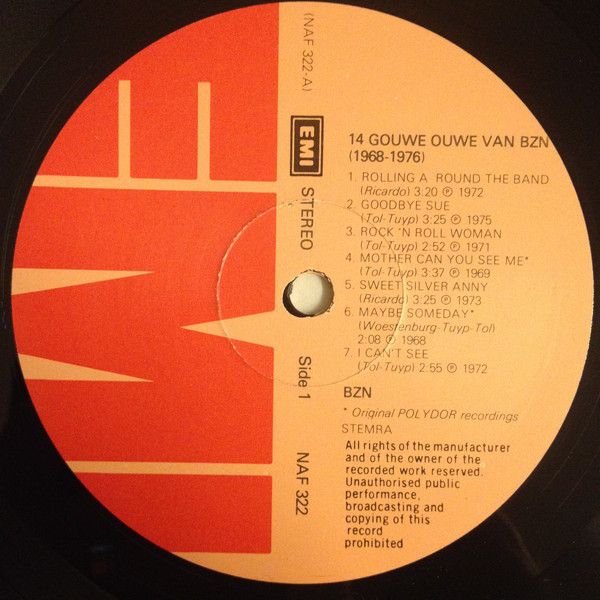 (NAF 322-A)
EMI
STEREO
Side 1
NAF 322
14 GOUWE OUWE VAN BZN
(1968-1976)
1. ROLLING A ROUND THE BAND
(Ricardo) 3:20 ℗ 1972
2. GOODBYE SUE
(Tol-Tuyp) 3:25 ℗ 1975
3. ROCK 'N ROLL WOMAN
(Tol-Tuyp) 2:52 ℗ 1971
4. MOTHER CAN YOU SEE ME*
(Tol-Tuyp) 3:37 ℗ 1969
5. SWEET SILVER ANNY
(Ricardo) 3:25 ℗ 1973
6. MAYBE SOMEDAY*
(Woestenburg-Tuyp-Tol)
2:08 ℗ 1968
7. I CAN'T SEE
(Tol-Tuyp) 2:55 ℗ 1972
BZN
* Original POLYDOR recordings
STEMRA
All rights of the manufacturer
and of the owner of the
recorded work reserved.
Unauthorised public
performance,
broadcasting and
copying of this
record
prohibited